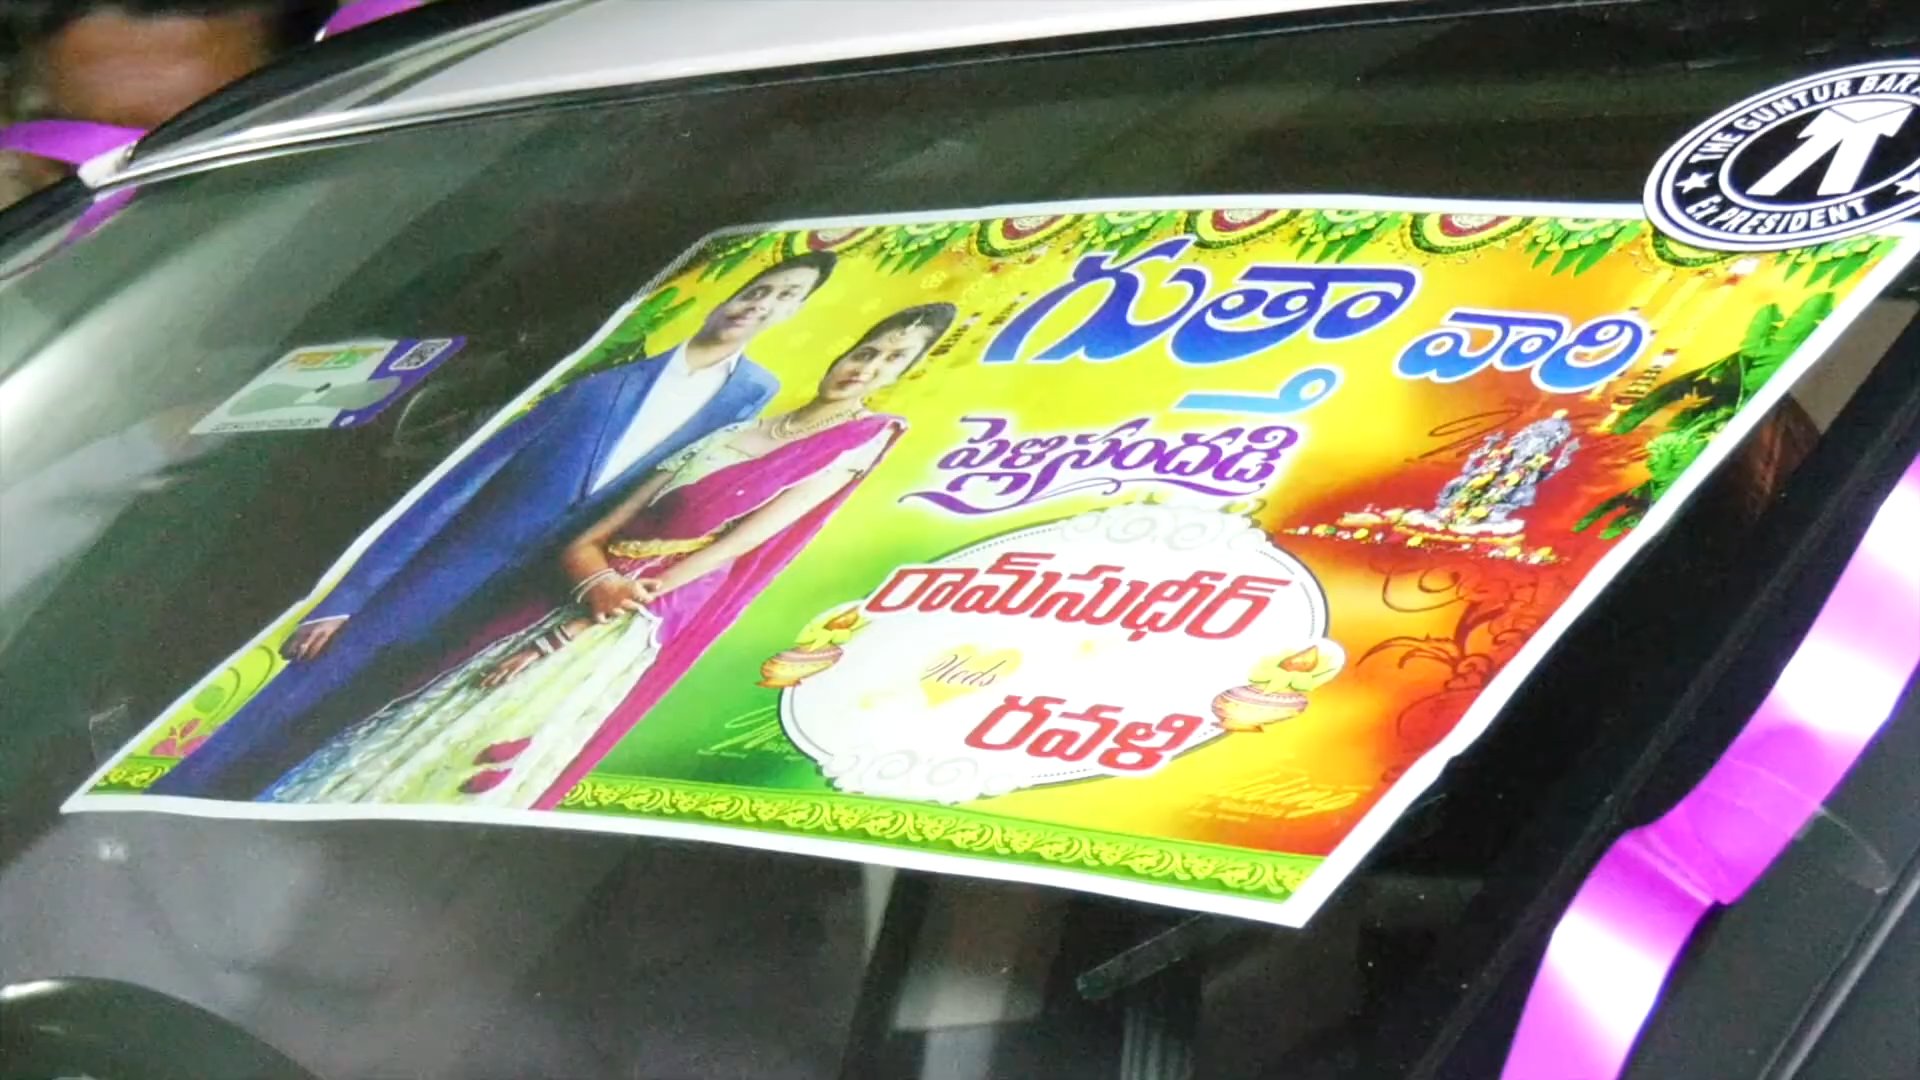 THE GUNTUR BAR
Ex PRESIDENT
గుత్తా వారి
పెళ్లిసందడి
రామ్‌సుధీర్
Weds
రవళి